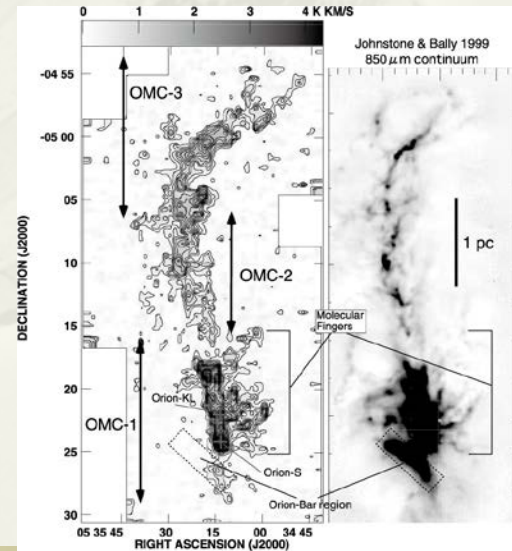 0 1 2 3 4 K KM/S
Johnstone & Bally 1999
850 μm continuum
-04 55
OMC-3
-05 00
05
1 pc
OMC-2
10
DECLINATION (J2000)
15
Molecular
Fingers
Orion-KL
20
OMC-1
25
Orion-S
Orion-Bar region
30
05 35 45 30 15 00 34 45
RIGHT ASCENSION (J2000)